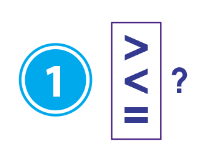 1 > < = ?